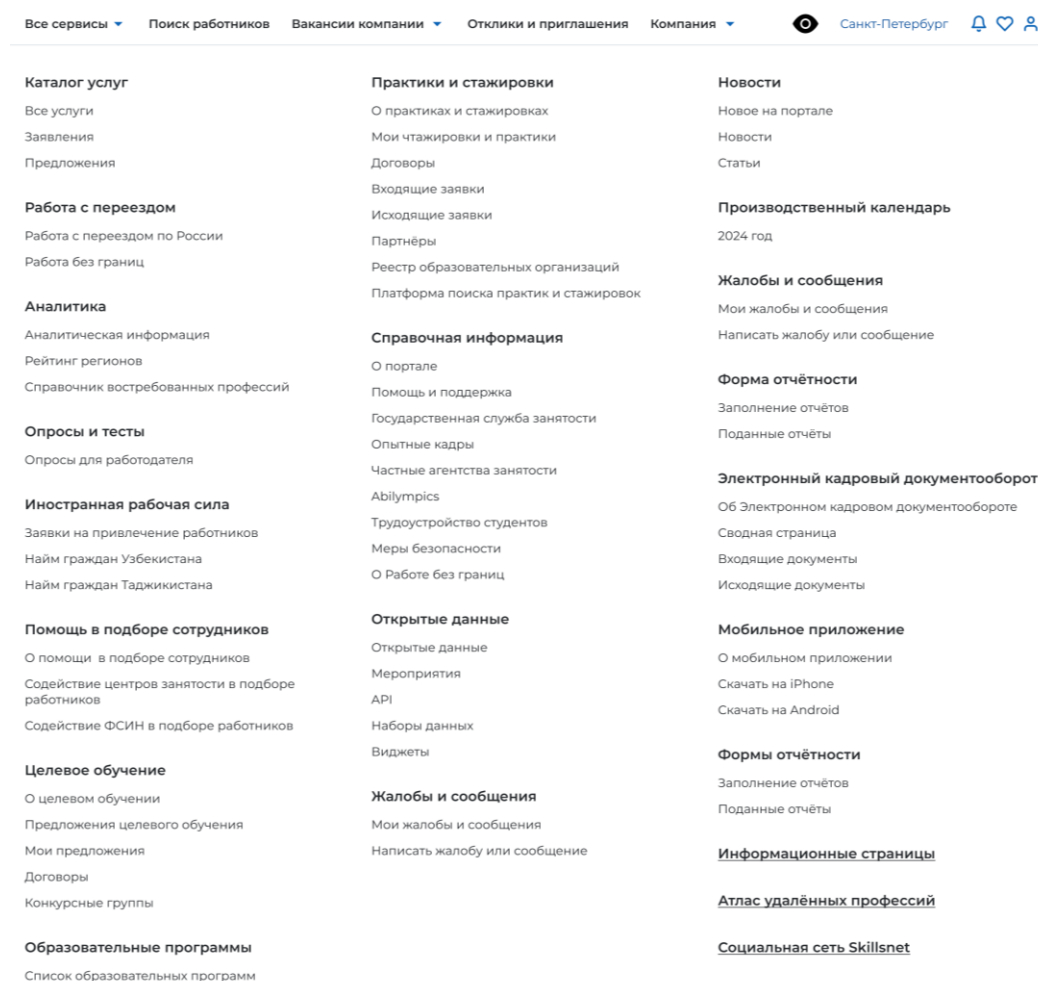 Все сервисы Поиск работников Вакансии компании Отклики и приглашения Компания Санкт-Петербург
Каталог услуг
Все услуги
Заявления
Предложения
Работа с переездом
Работа с переездом по России
Работа без границ
Аналитика
Аналитическая информация
Рейтинг регионов
Справочник востребованных профессий
Опросы и тесты
Опросы для работодателя
Иностранная рабочая сила
Заявки на привлечение работников
Найм граждан Узбекистана
Найм граждан Таджикистана
Помощь в подборе сотрудников
О помощи в подборе сотрудников
Содействие центров занятости в подборе
работников
Содействие ФСИН в подборе работников
Целевое обучение
О целевом обучении
Предложения целевого обучения
Мои предложения
Договоры
Конкурсные группы
Образовательные программы
Список образовательных программ
Практики и стажировки
О практиках и стажировках
Мои чтажировки и практики
Договоры
Входящие заявки
Исходящие заявки
Партнёры
Реестр образовательных организаций
Платформа поиска практик и стажировок
Справочная информация
О портале
Помощь и поддержка
Государственная служба занятости
Опытные кадры
Частные агентства занятости
Abilympics
Трудоустройство студентов
Меры безопасности
О Работе без границ
Открытые данные
Открытые данные
Мероприятия
API
Наборы данных
Виджеты
Жалобы и сообщения
Мои жалобы и сообщения
Написать жалобу или сообщение
Новости
Новое на портале
Новости
Статьи
Производственный календарь
2024 год
Жалобы и сообщения
Мои жалобы и сообщения
Написать жалобу или сообщение
Форма отчётности
Заполнение отчётов
Поданные отчёты
Электронный кадровый документооборот
Об Электронном кадровом документообороте
Сводная страница
Входящие документы
Исходящие документы
Мобильное приложение
О мобильном приложении
Скачать на iPhone
Скачать на Android
Формы отчётности
Заполнение отчётов
Поданные отчёты
Информационные страницы
Атлас удалённых профессий
Социальная сеть Skillsnet